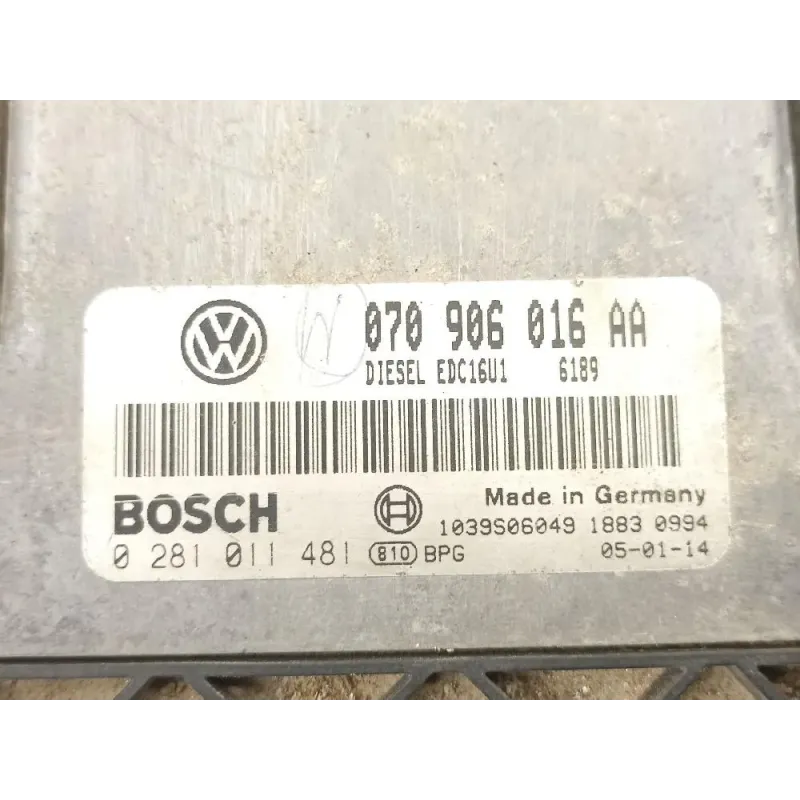 070 906 016 AA
DIESEL EDC16U1 6189
BOSCH
Made in Germany
1039S06049 1883 0994
0 281 011 481 810 BPG 05-01-14